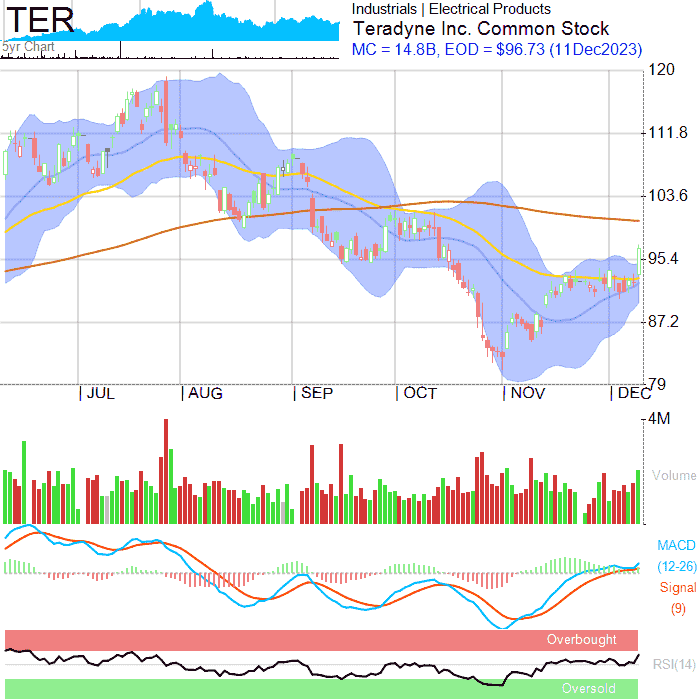 TER
5yr Chart
Industrials | Electrical Products
Teradyne Inc. Common Stock
MC = 14.8B, EOD = $96.73 (11Dec2023)
120
111.8
103.6
95.4
87.2
79
JUL AUG SEP OCT NOV DEC
4M
Volume
MACD
(12-26)
Signal
(9)
Overbought
RSI(14)
Oversold